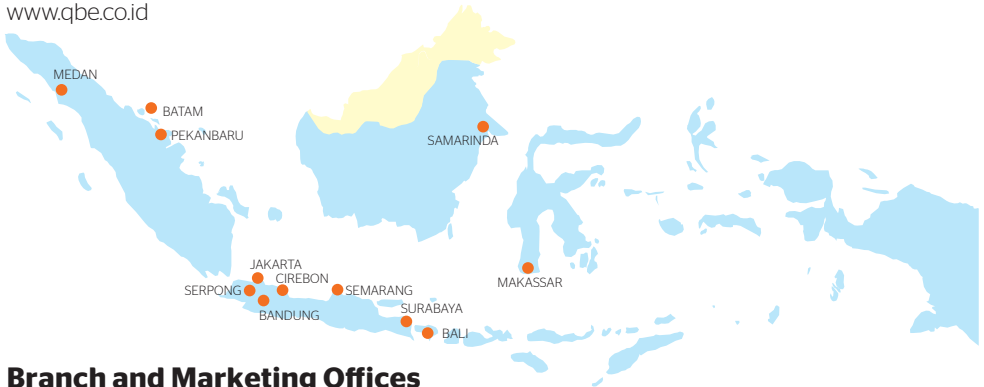 www.qbe.co.id
MEDAN
BATAM
PEKANBARU
SAMARINDA
JAKARTA
CIREBON
SERPONG
SEMARANG
BANDUNG
SURABAYA
BALI
MAKASSAR
Branch and Marketing Offices